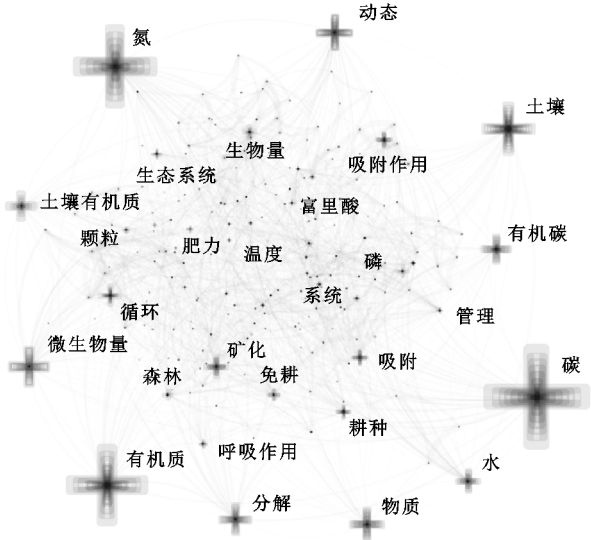 动态
氮
土壤
生物量
吸附作用
生态系统
土壤有机质
富里酸
有机碳
颗粒
肥力
温度
磷
系统
循环
管理
微生物量
矿化
吸附
碳
森林
免耕
耕种
呼吸作用
有机质
水
分解
物质